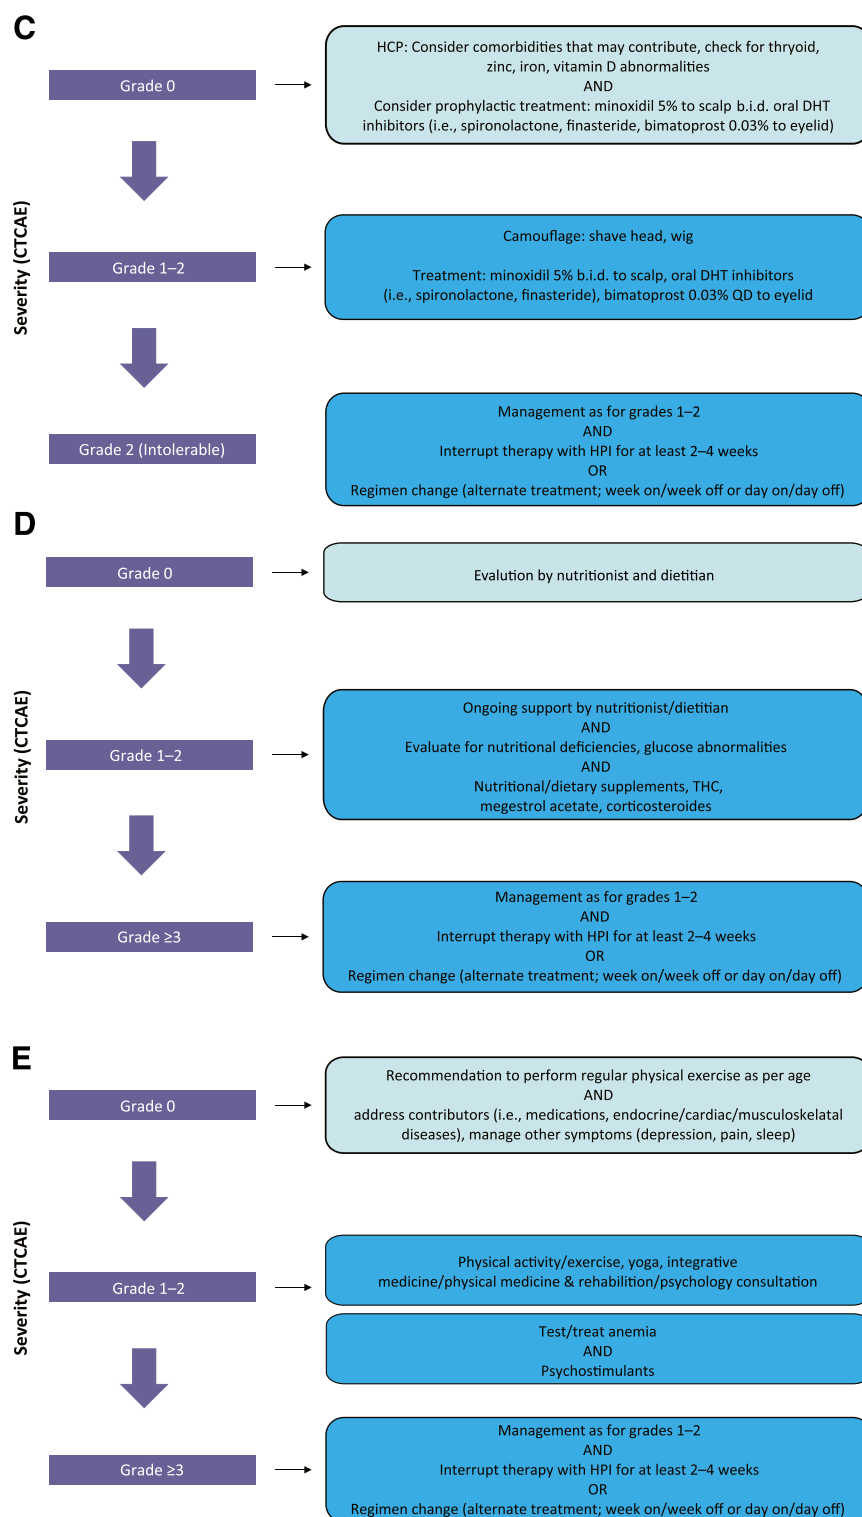 C
Grade 0
HCP: Consider comorbidities that may contribute, check for thryoid,
zinc, iron, vitamin D abnormalities
AND
Consider prophylactic treatment: minoxidil 5% to scalp b.i.d. oral DHT
inhibitors (i.e., spironolactone, finasteride, bimatoprost 0.03% to eyelid)
Severity (CTCAE)
Grade 1–2
Camouflage: shave head, wig
Treatment: minoxidil 5% b.i.d. to scalp, oral DHT inhibitors
(i.e., spironolactone, finasteride), bimatoprost 0.03% QD to eyelid
Grade 2 (Intolerable)
Management as for grades 1–2
AND
Interrupt therapy with HPI for at least 2–4 weeks
OR
Regimen change (alternate treatment; week on/week off or day on/day off)
D
Grade 0
Evalution by nutritionist and dietitian
Severity (CTCAE)
Grade 1–2
Ongoing support by nutritionist/dietitian
AND
Evaluate for nutritional deficiencies, glucose abnormalities
AND
Nutritional/dietary supplements, THC,
megestrol acetate, corticosteroides
Grade ≥3
Management as for grades 1–2
AND
Interrupt therapy with HPI for at least 2–4 weeks
OR
Regimen change (alternate treatment; week on/week off or day on/day off)
E
Grade 0
Recommendation to perform regular physical exercise as per age
AND
address contributors (i.e., medications, endocrine/cardiac/musculoskelatal
diseases), manage other symptoms (depression, pain, sleep)
Severity (CTCAE)
Grade 1–2
Physical activity/exercise, yoga, integrative
medicine/physical medicine & rehabilition/psychology consultation
Test/treat anemia
AND
Psychostimulants
Grade ≥3
Management as for grades 1–2
AND
Interrupt therapy with HPI for at least 2–4 weeks
OR
Regimen change (alternate treatment; week on/week off or day on/day off)